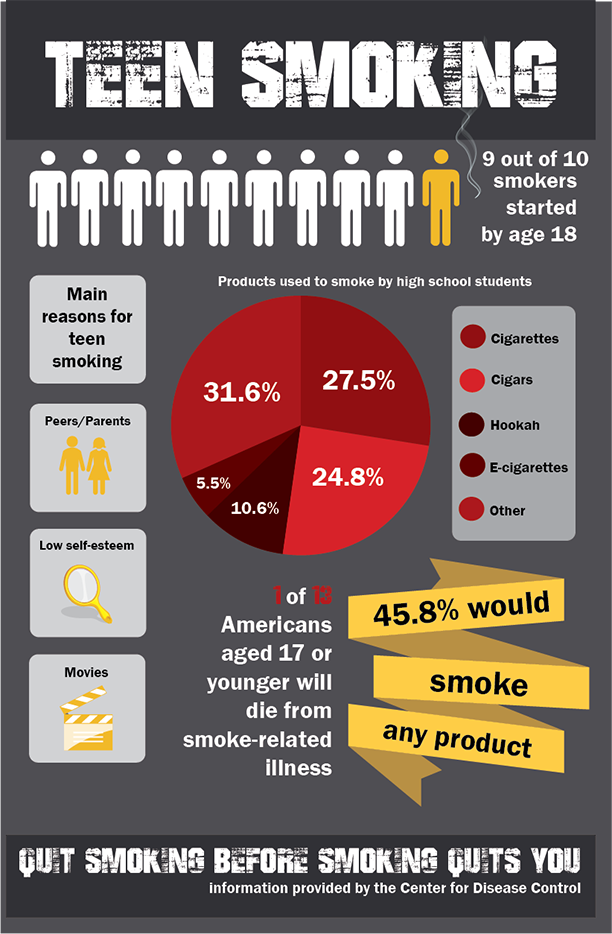 TEEN SMOKING
9 out of 10
smokers
started
by age 18
Main
reasons for
teen
smoking
Peers/Parents
Low self-esteem
Movies
Products used to smoke by high school students
31.6%
27.5%
24.8%
10.6%
5.5%
Cigarettes
Cigars
Hookah
E-cigarettes
Other
1 of 13
Americans
aged 17 or
younger will
die from
smoke-related
illness
45.8% would
smoke
any product
QUIT SMOKING BEFORE SMOKING QUITS YOU
information provided by the Center for Disease Control